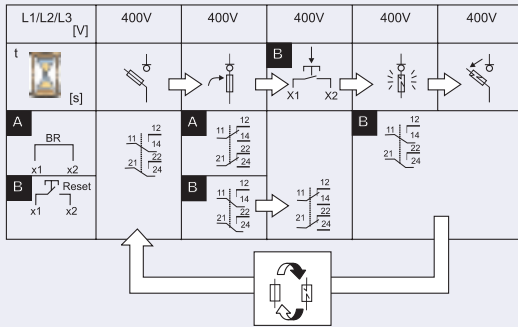 L1/L2/L3 [V] 400V 400V 400V 400V 400V
t [s]
B
X1 X2
A
BR
x1 x2
B
Reset
x1 x2
11 12 14
21 22 24
A
11 12 14
21 22 24
B
11 12 14
21 22 24
11 12 14
21 22 24
B
11 12 14
21 22 24